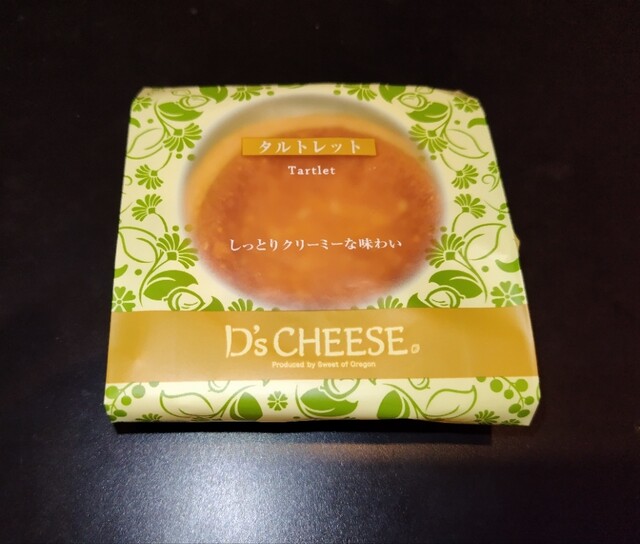 タルトレット
Tartlet
しっとりクリーミーな味わい
D's CHEESE
Produced by Sweet of Oregon